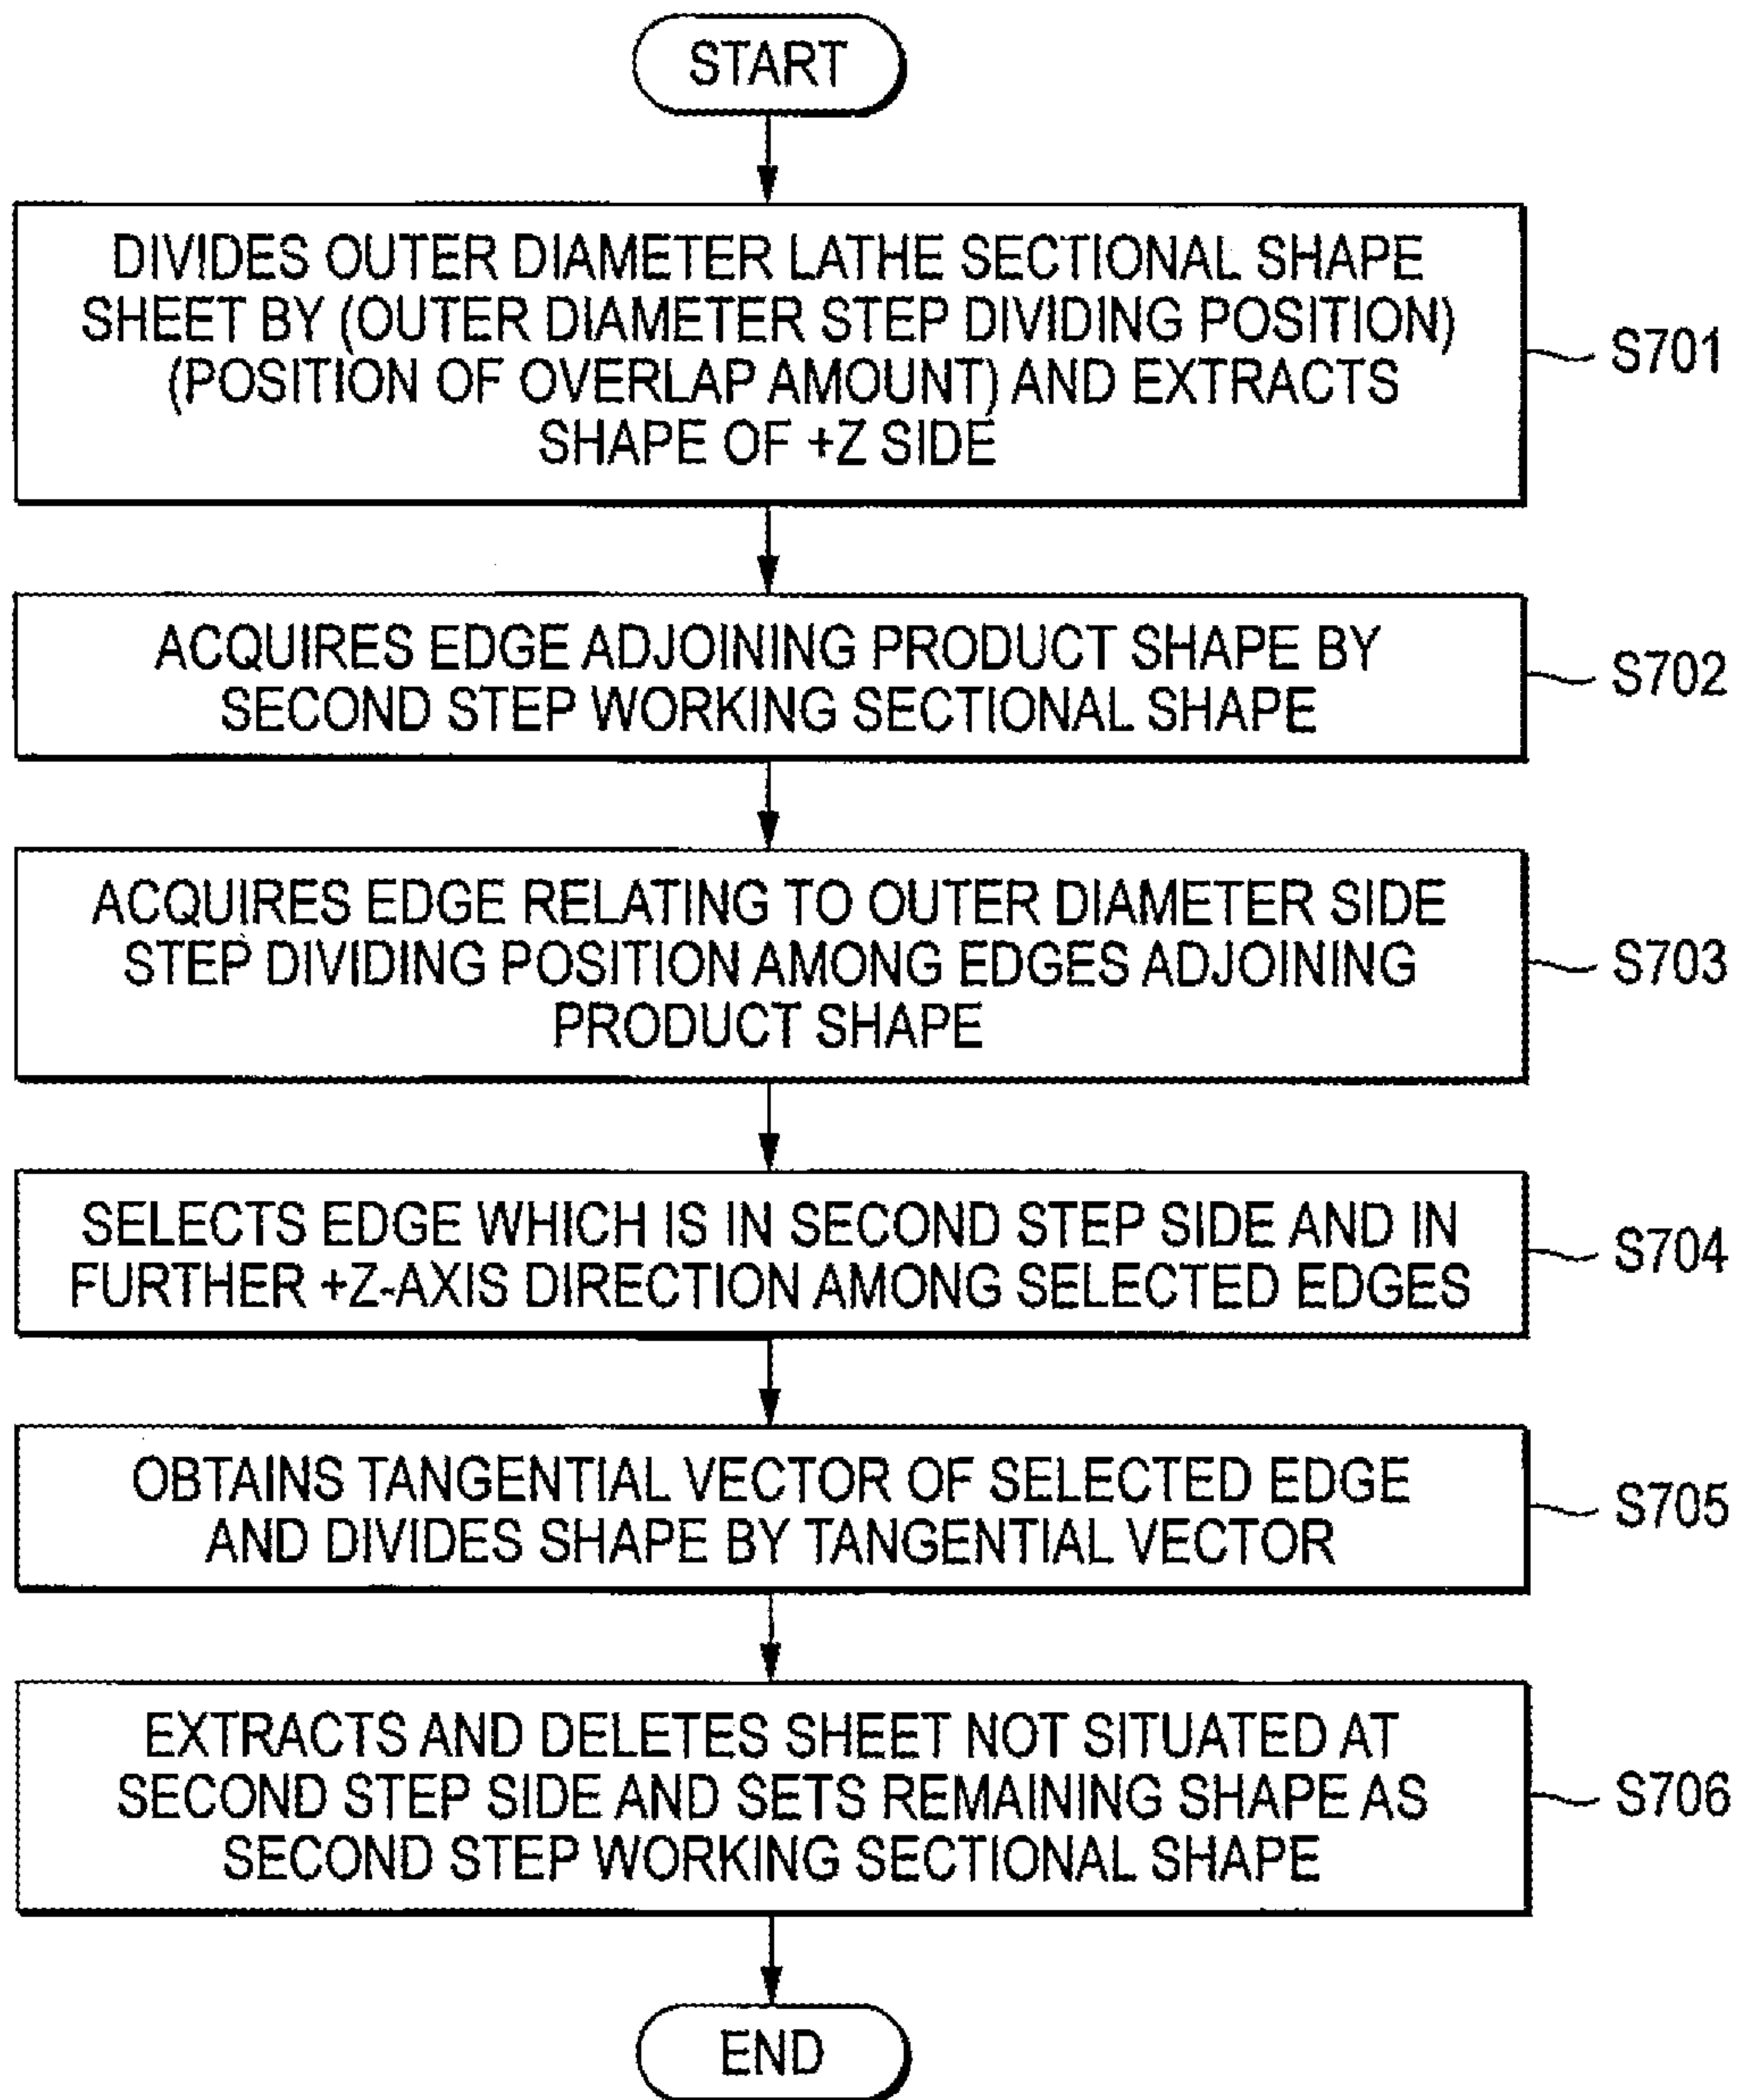 START
DIVIDES OUTER DIAMETER LATHE SECTIONAL SHAPE
SHEET BY (OUTER DIAMETER STEP DIVIDING POSITION)
(POSITION OF OVERLAP AMOUNT) AND EXTRACTS
SHAPE OF +Z SIDE
S701
ACQUIRES EDGE ADJOINING PRODUCT SHAPE BY
SECOND STEP WORKING SECTIONAL SHAPE
S702
ACQUIRES EDGE RELATING TO OUTER DIAMETER SIDE
STEP DIVIDING POSITION AMONG EDGES ADJOINING
PRODUCT SHAPE
S703
SELECTS EDGE WHICH IS IN SECOND STEP SIDE AND IN
FURTHER +Z-AXIS DIRECTION AMONG SELECTED EDGES
S704
OBTAINS TANGENTIAL VECTOR OF SELECTED EDGE
AND DIVIDES SHAPE BY TANGENTIAL VECTOR
S705
EXTRACTS AND DELETES SHEET NOT SITUATED AT
SECOND STEP SIDE AND SETS REMAINING SHAPE AS
SECOND STEP WORKING SECTIONAL SHAPE
S706
END